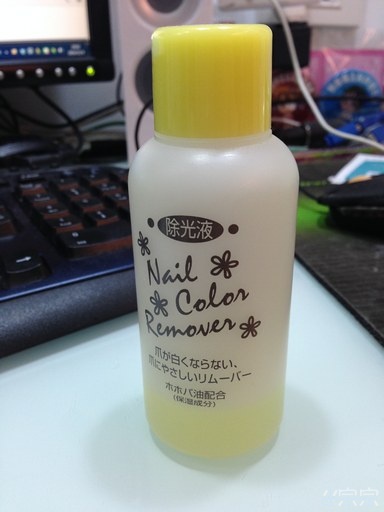 除光液
Nail
Color
Remover
爪が白くならない、
爪にやさしいリムーバー
ホホバ油配合
(保湿成分)